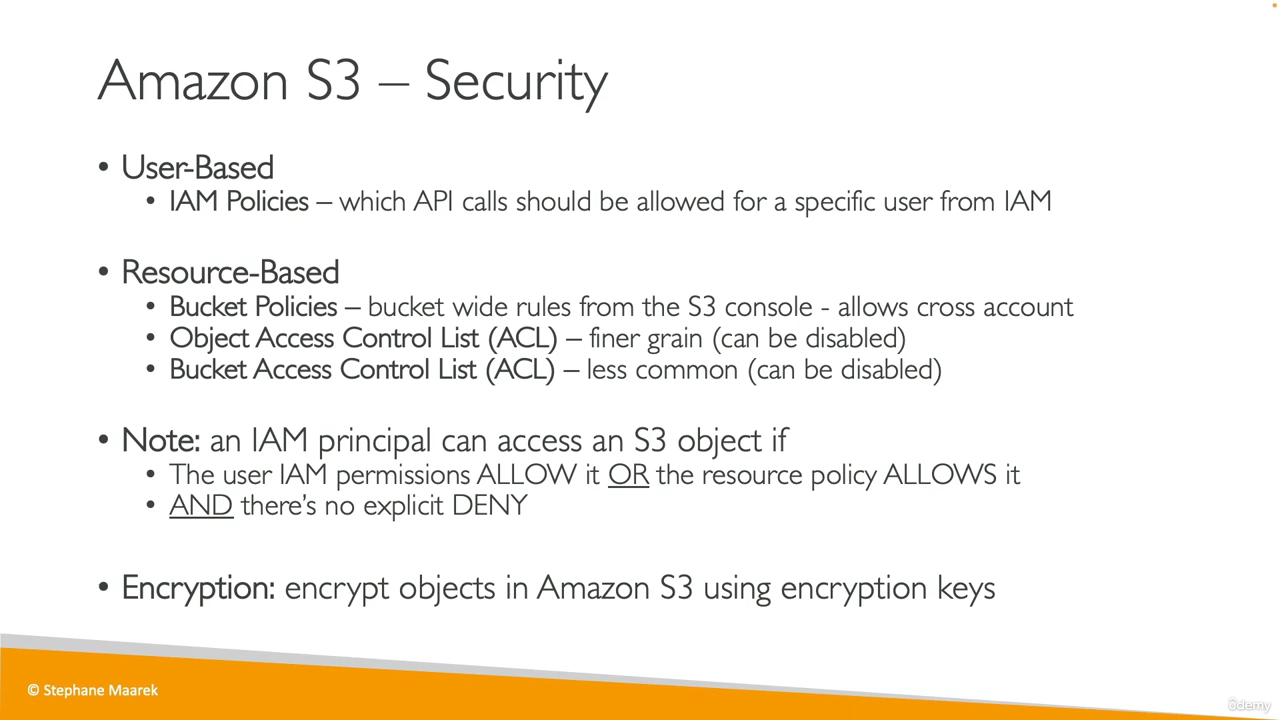 Amazon S3 – Security
• User-Based
• IAM Policies – which API calls should be allowed for a specific user from IAM
• Resource-Based
• Bucket Policies – bucket wide rules from the S3 console - allows cross account
• Object Access Control List (ACL) – finer grain (can be disabled)
• Bucket Access Control List (ACL) – less common (can be disabled)
• Note: an IAM principal can access an S3 object if
• The user IAM permissions ALLOW it OR the resource policy ALLOWS it
• AND there's no explicit DENY
• Encryption: encrypt objects in Amazon S3 using encryption keys
© Stephane Maarek
ûdemy